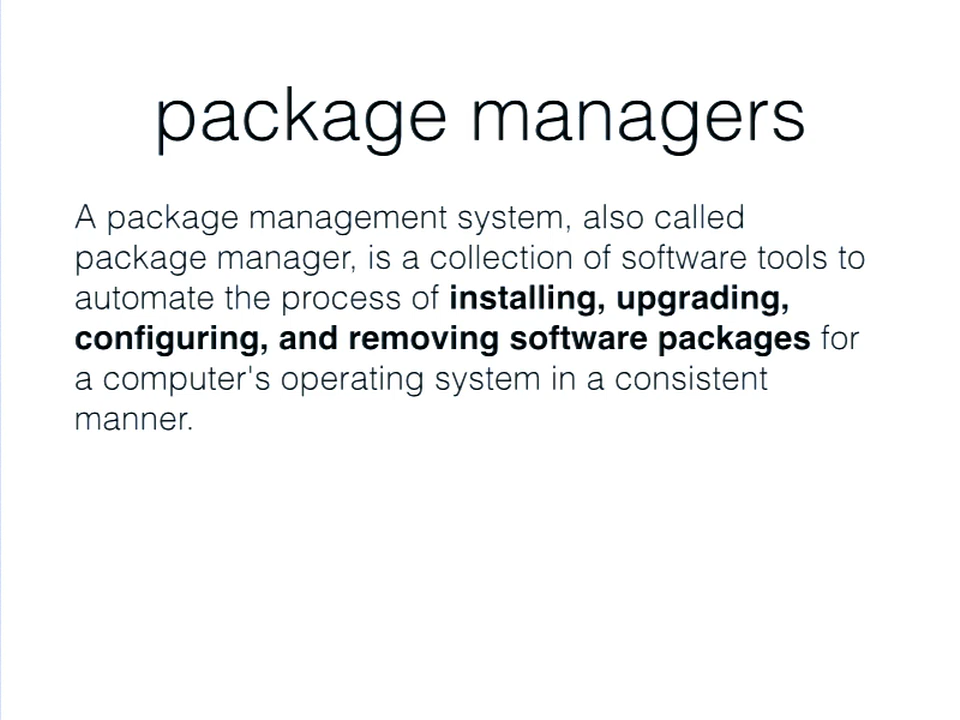 package managers
A package management system, also called
package manager, is a collection of software tools to
automate the process of installing, upgrading,
configuring, and removing software packages for
a computer's operating system in a consistent
manner.